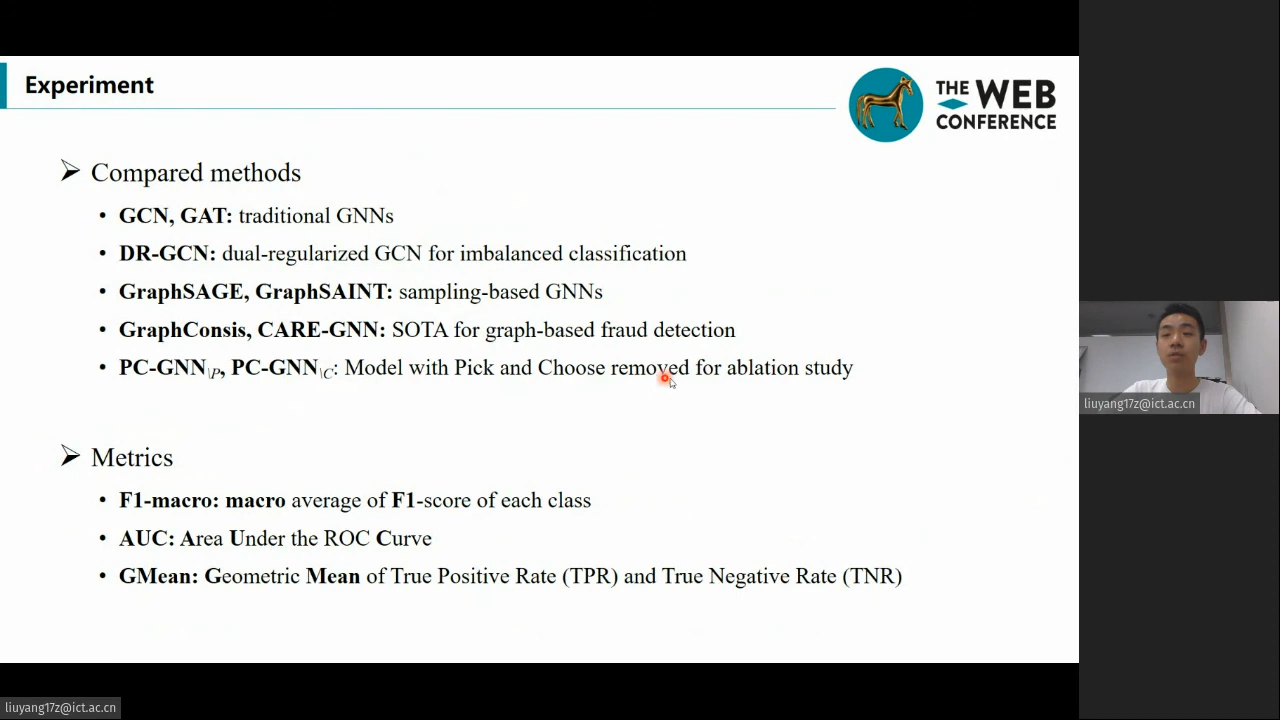 Experiment
THE WEB
CONFERENCE
➢ Compared methods
• GCN, GAT: traditional GNNs
• DR-GCN: dual-regularized GCN for imbalanced classification
• GraphSAGE, GraphSAINT: sampling-based GNNs
• GraphConsis, CARE-GNN: SOTA for graph-based fraud detection
• PC-GNN\P, PC-GNN\C: Model with Pick and Choose removed for ablation study
➢ Metrics
• F1-macro: macro average of F1-score of each class
• AUC: Area Under the ROC Curve
• GMean: Geometric Mean of True Positive Rate (TPR) and True Negative Rate (TNR)
liuyang17z@ict.ac.cn
liuyang17z@ict.ac.cn